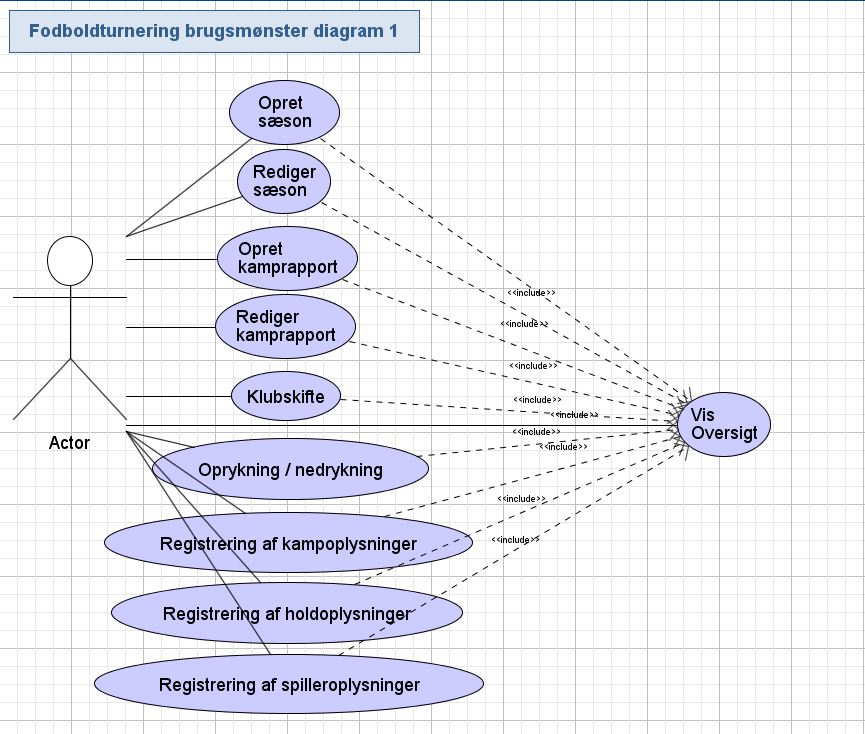 Fodboldturnering brugsmønster diagram 1
Opret
sæson
Rediger
sæson
Opret
kamprapport
Rediger
kamprapport
Klubskifte
Actor
Oprykning / nedrykning
Registrering af kampoplysninger
Registrering af holdoplysninger
Registrering af spilleroplysninger
<<include>>
<<include>>
<<include>>
<<include>>
<<include>>
<<include>>
<<include>>
<<include>>
<<include>>
Vis
Oversigt